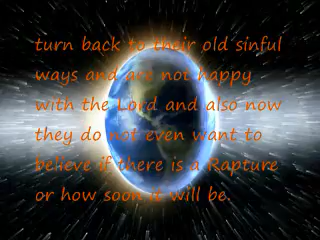 turn back to their old sinful
ways and are not happy
with the Lord and also now
they do not even want to
believe if there is a Rapture
or how soon it will be.